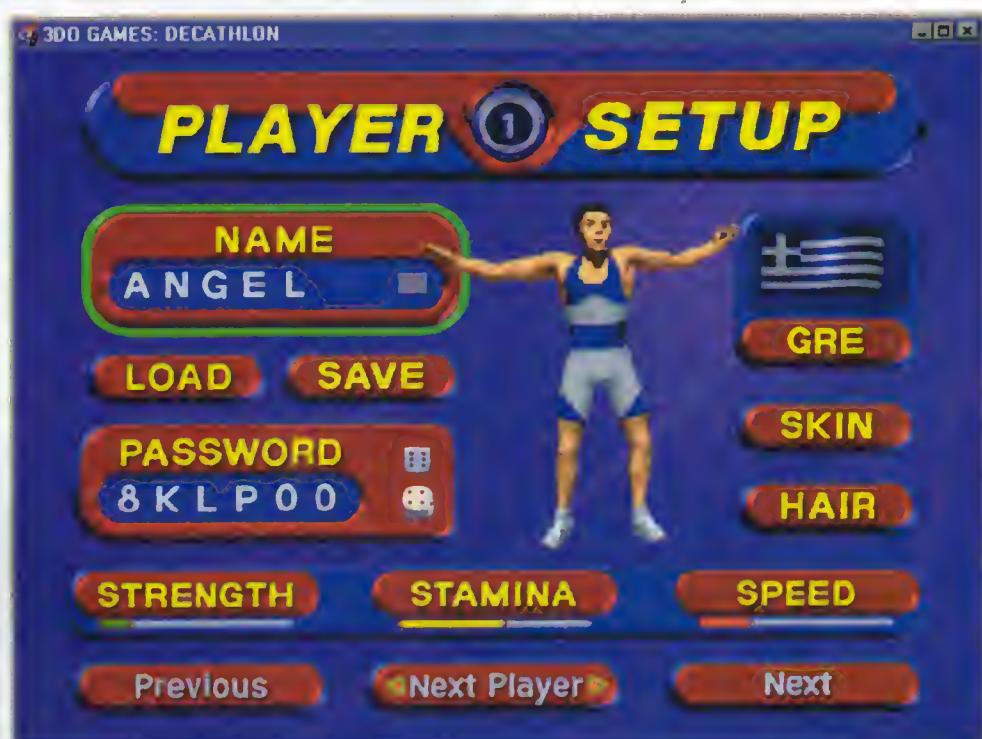 3DO GAMES: DECATHLON
PLAYER 1 SETUP
NAME
ANGEL
GRE
LOAD SAVE
SKIN
PASSWORD
8KLP00
HAIR
STRENGTH STAMINA SPEED
Previous Next Player Next